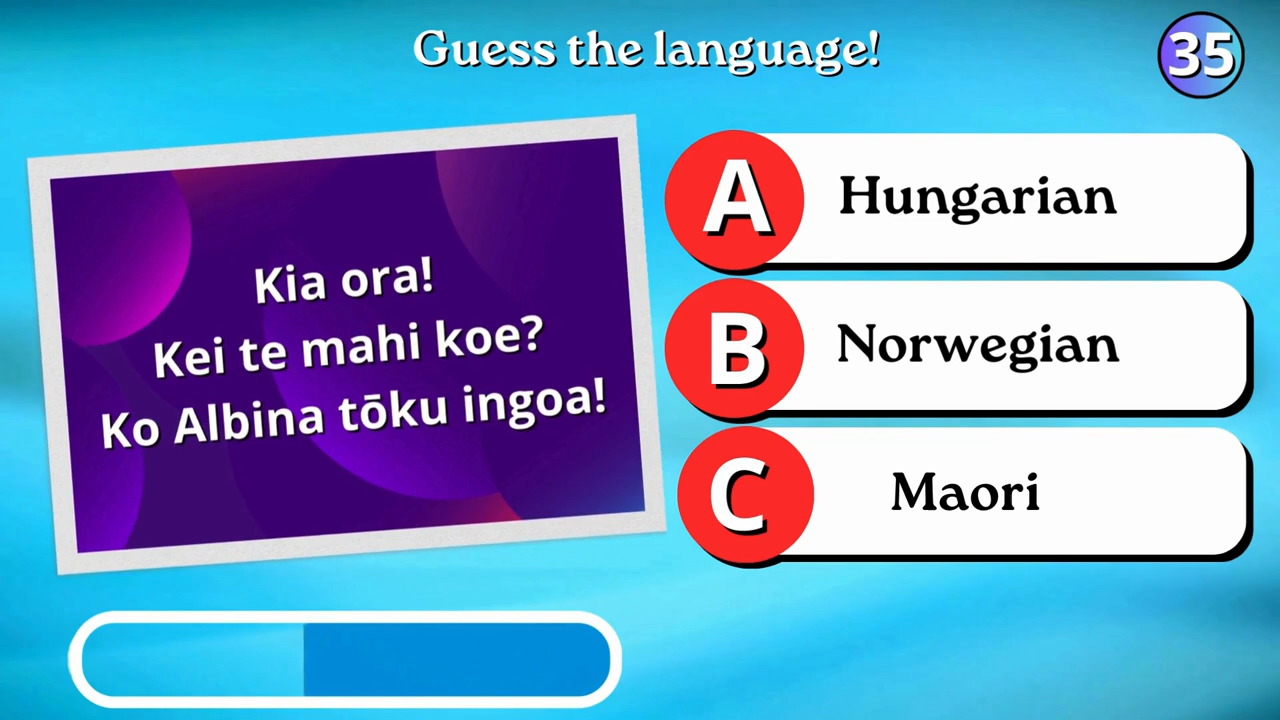 Guess the language!
35
Kia ora!
Kei te mahi koe?
Ko Albina tōku ingoa!
A Hungarian
B Norwegian
C Maori